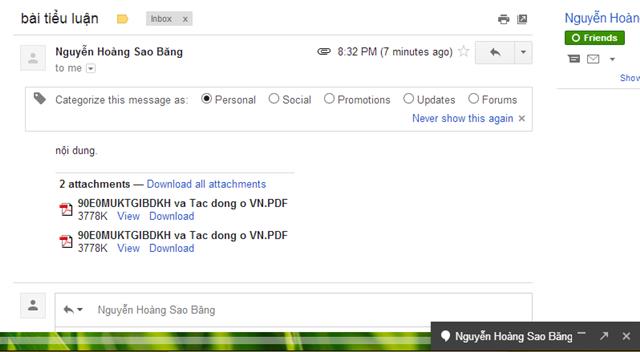 bài tiểu luận Inbox x
Nguyễn Hoàng Sao Băng 8:32 PM (7 minutes ago)
to me
Categorize this message as: Personal Social Promotions Updates Forums
Never show this again ×
nội dung.
2 attachments — Download all attachments
90E0MUKTGIBDKH va Tac dong o VN.PDF
3778K View Download
90E0MUKTGIBDKH va Tac dong o VN.PDF
3778K View Download
Nguyễn Hoàng Sao Băng
Nguyễn Hoàn
Friends
Show
Nguyễn Hoàng Sao Băng